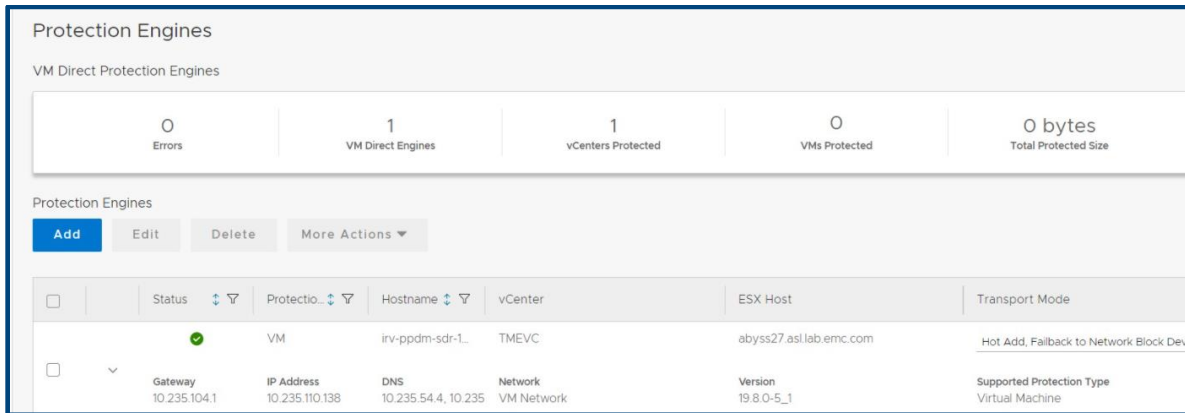 Protection Engines
VM Direct Protection Engines
0 1 1 0 0 bytes
Errors VM Direct Engines vCenters Protected VMs Protected Total Protected Size
Protection Engines
Add Edit Delete More Actions
Status Protectio... Hostname vCenter ESX Host Transport Mode
VM irv-ppdm-sdr-1... TMEVC abyss27.asl.lab.emc.com Hot Add, Failback to Network Block Dev
Gateway IP Address DNS Network Version Supported Protection Type
10.235.104.1 10.235.110.138 10.235.54.4, 10.235 VM Network 19.8.0-5_1 Virtual Machine